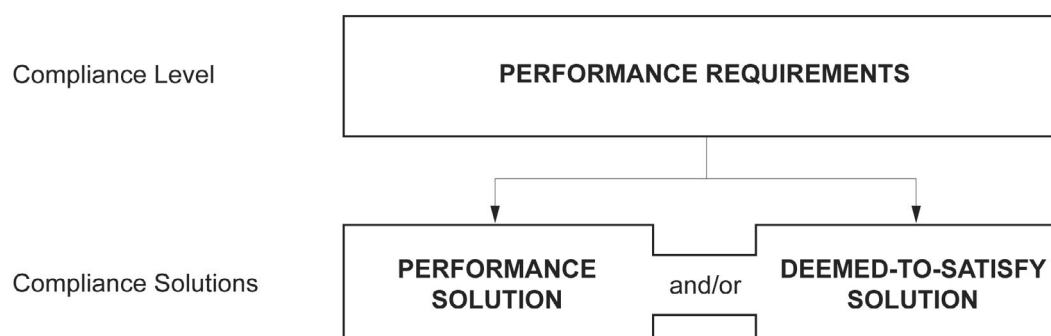 Compliance Level
PERFORMANCE REQUIREMENTS
Compliance Solutions
PERFORMANCE
SOLUTION
and/or
DEEMED-TO-SATISFY
SOLUTION